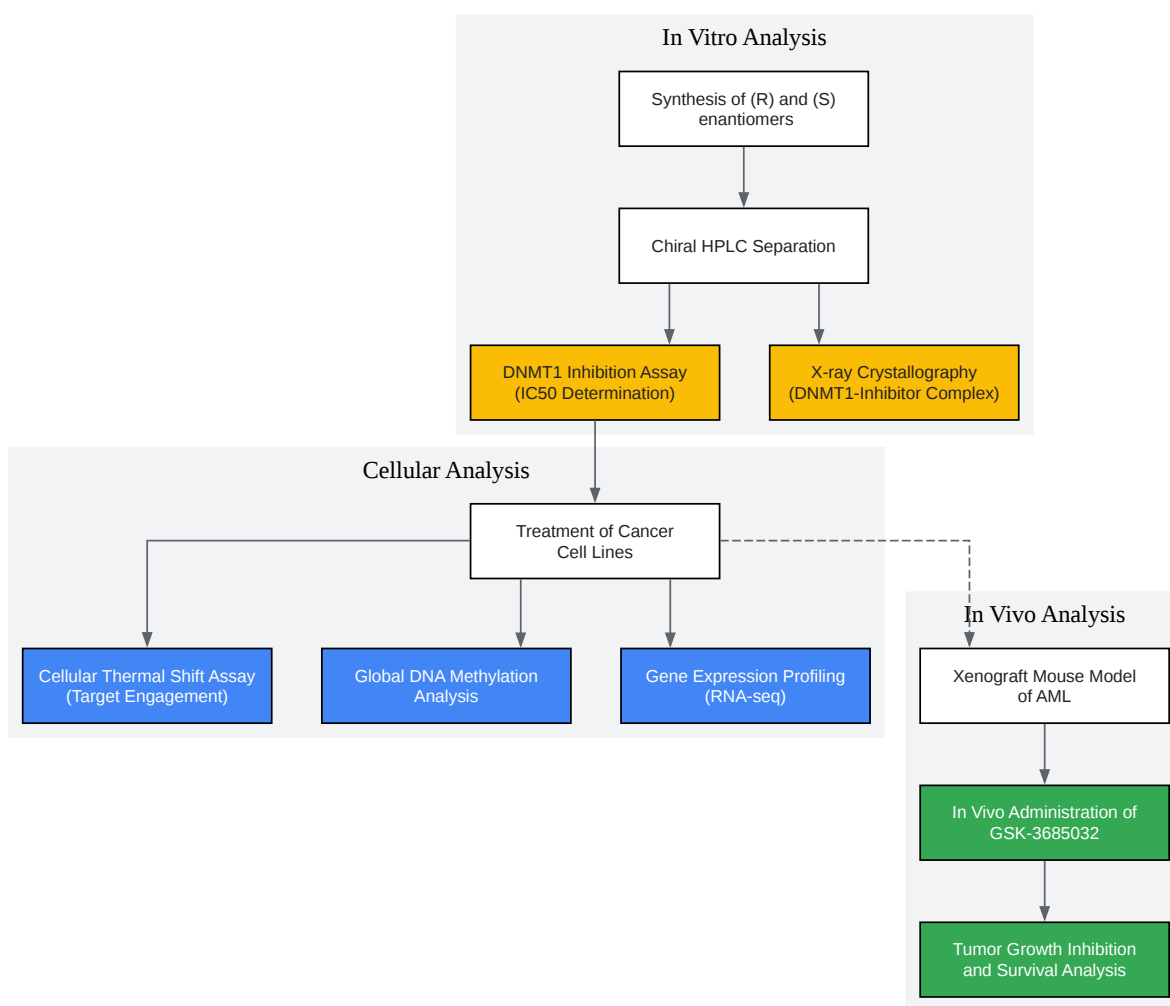 In Vitro Analysis
Synthesis of (R) and (S)
enantiomers
Chiral HPLC Separation
DNMT1 Inhibition Assay
(IC50 Determination)
X-ray Crystallography
(DNMT1-Inhibitor Complex)
Cellular Analysis
Treatment of Cancer
Cell Lines
Cellular Thermal Shift Assay
(Target Engagement)
Global DNA Methylation
Analysis
Gene Expression Profiling
(RNA-seq)
In Vivo Analysis
Xenograft Mouse Model
of AML
In Vivo Administration of
GSK-3685032
Tumor Growth Inhibition
and Survival Analysis